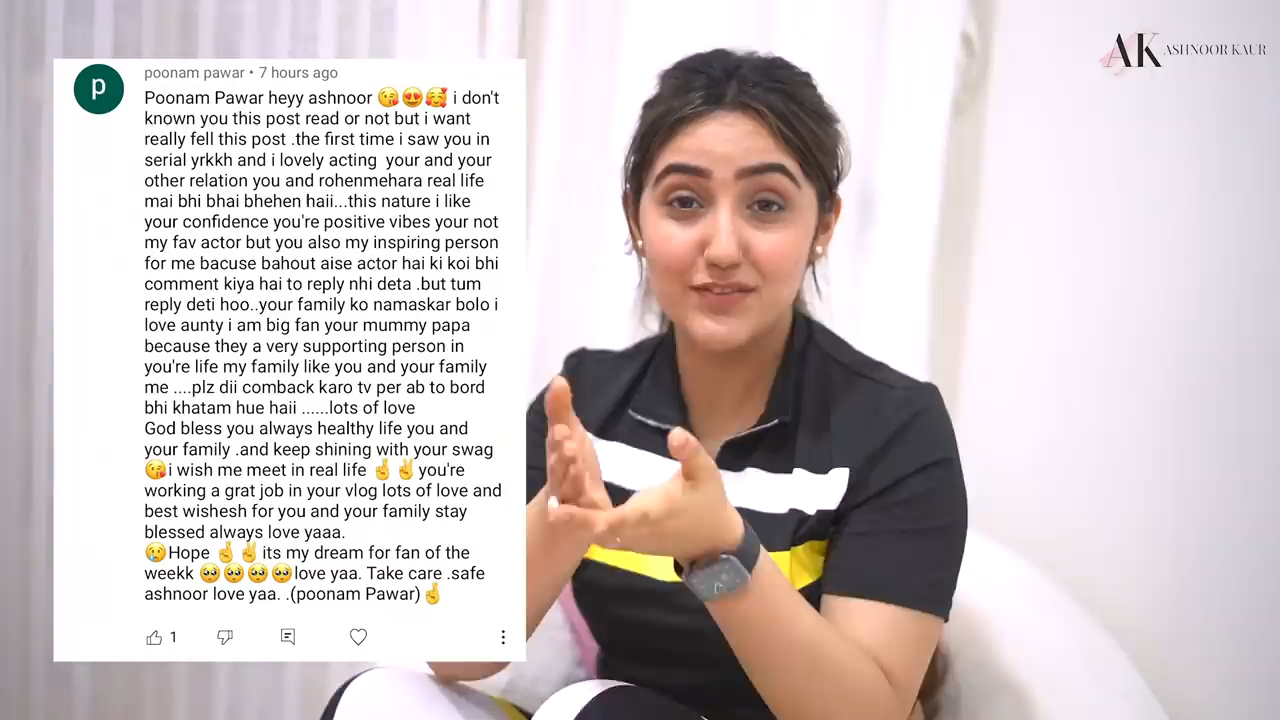 poonam pawar • 7 hours ago
p
Poonam Pawar heyy ashnoor 😘😍🥰 i don't
known you this post read or not but i want
really fell this post .the first time i saw you in
serial yrkkh and i lovely acting  your and your
other relation you and rohenmehara real life
mai bhi bhai bhehen haii...this nature i like
your confidence you're positive vibes your not
my fav actor but you also my inspiring person
for me bacuse bahout aise actor hai ki koi bhi
comment kiya hai to reply nhi deta .but tum
reply deti hoo..your family ko namaskar bolo i
love aunty i am big fan your mummy papa
because they a very supporting person in
you're life my family like you and your family
me ....plz dii comback karo tv per ab to bord
bhi khatam hue haii ......lots of love
God bless you always healthy life you and
your family .and keep shining with your swag
😘i wish me meet in real life 🤞✌you're
working a grat job in your vlog lots of love and
best wishesh for you and your family stay
blessed always love yaaa.
😢Hope 🤞✌its my dream for fan of the
weekk 🥺🥺🥺🥺love yaa. Take care .safe
ashnoor love yaa. .(poonam Pawar)🤞
1
AK ASHNOOR KAUR